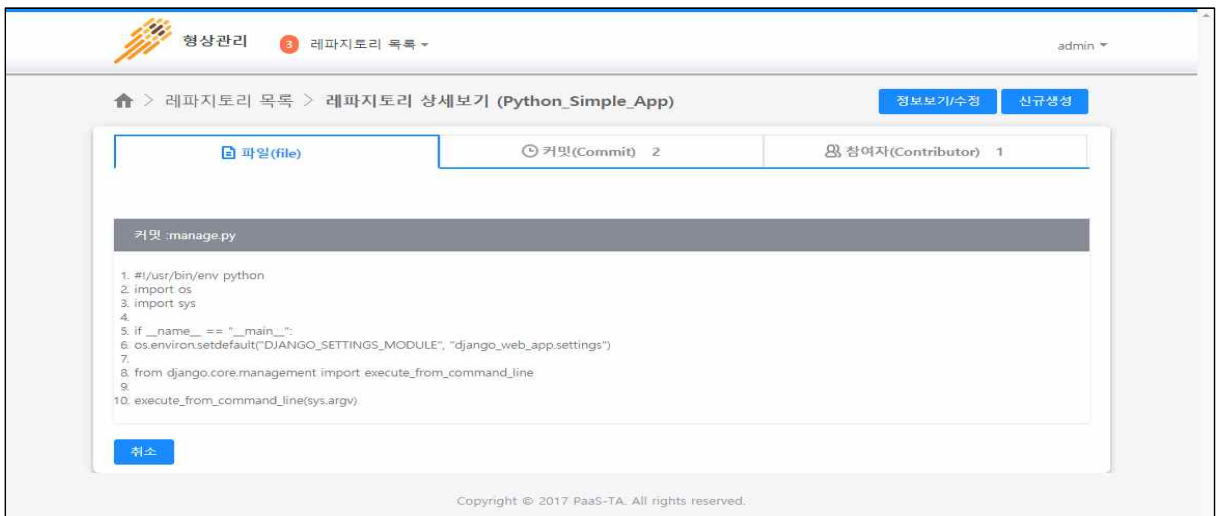 형상관리 3 레파지토리 목록 admin
레파지토리 목록 > 레파지토리 상세보기 (Python_Simple_App) 정보보기/수정 신규생성
파일(file) 커밋(Commit) 2 참여자(Contributor) 1
커밋 :manage.py
1. #!/usr/bin/env python
2. import os
3. import sys
4.
5. if __name__ == "__main__":
6. os.environ.setdefault("DJANGO_SETTINGS_MODULE", "django_web_app.settings")
7.
8. from django.core.management import execute_from_command_line
9.
10. execute_from_command_line(sys.argv)
취소
Copyright © 2017 PaaS-TA. All rights reserved.